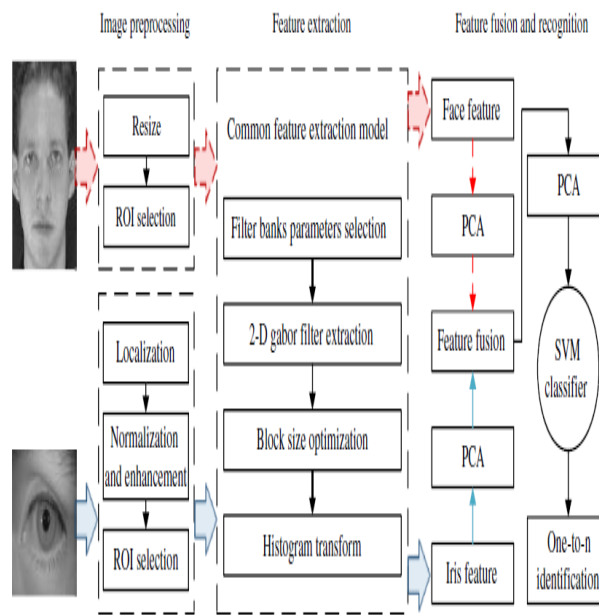 Image preprocessing
Feature extraction
Feature fusion and recognition
Resize
ROI selection
Localization
Normalization
and enhancement
ROI selection
Common feature extraction model
Filter banks parameters selection
2-D gabor filter extraction
Block size optimization
Histogram transform
Face feature
PCA
Feature fusion
PCA
Iris feature
PCA
SVM
classifier
One-to-n
identification